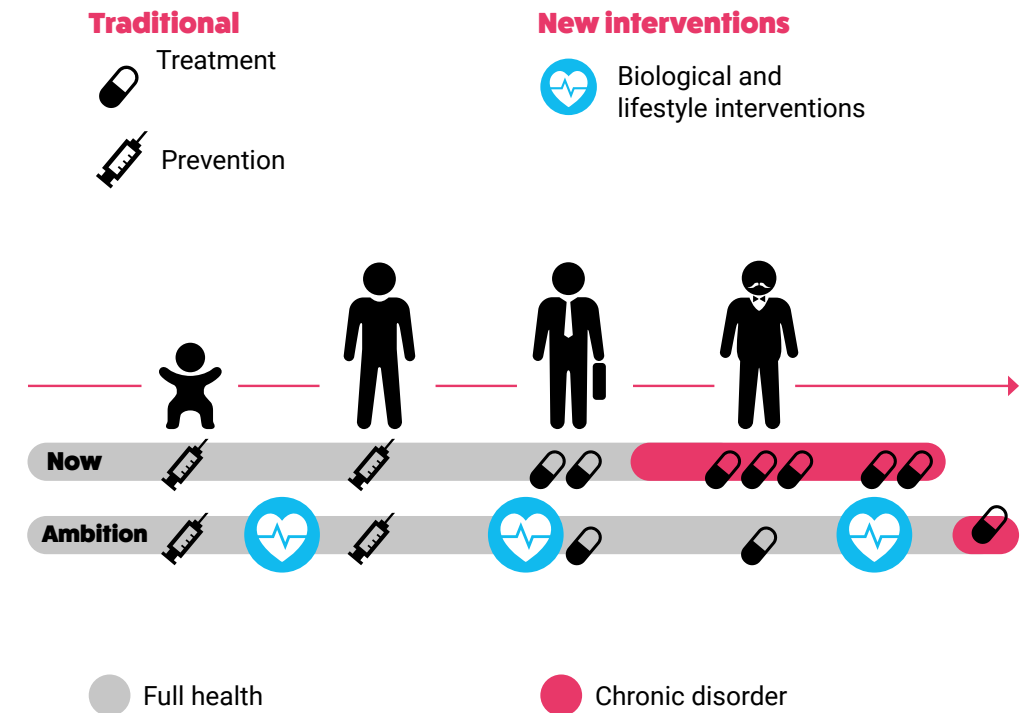 Traditional
Treatment
Prevention
New interventions
Biological and
lifestyle interventions
Now
Ambition
Full health
Chronic disorder